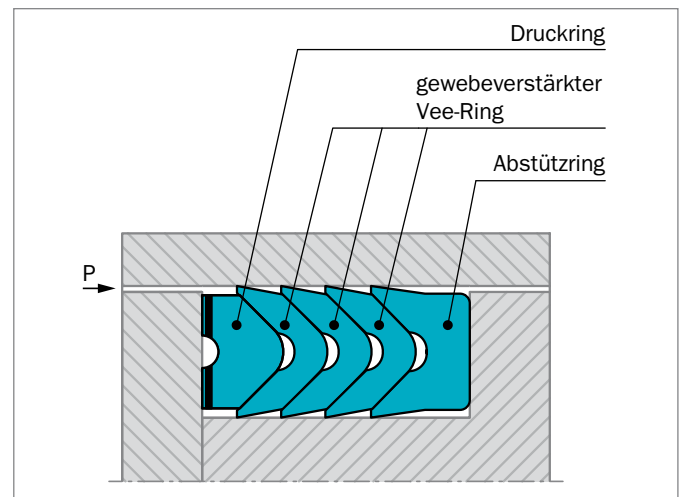 Druckring
gewebeverstärkter
Vee-Ring
Abstützring
P